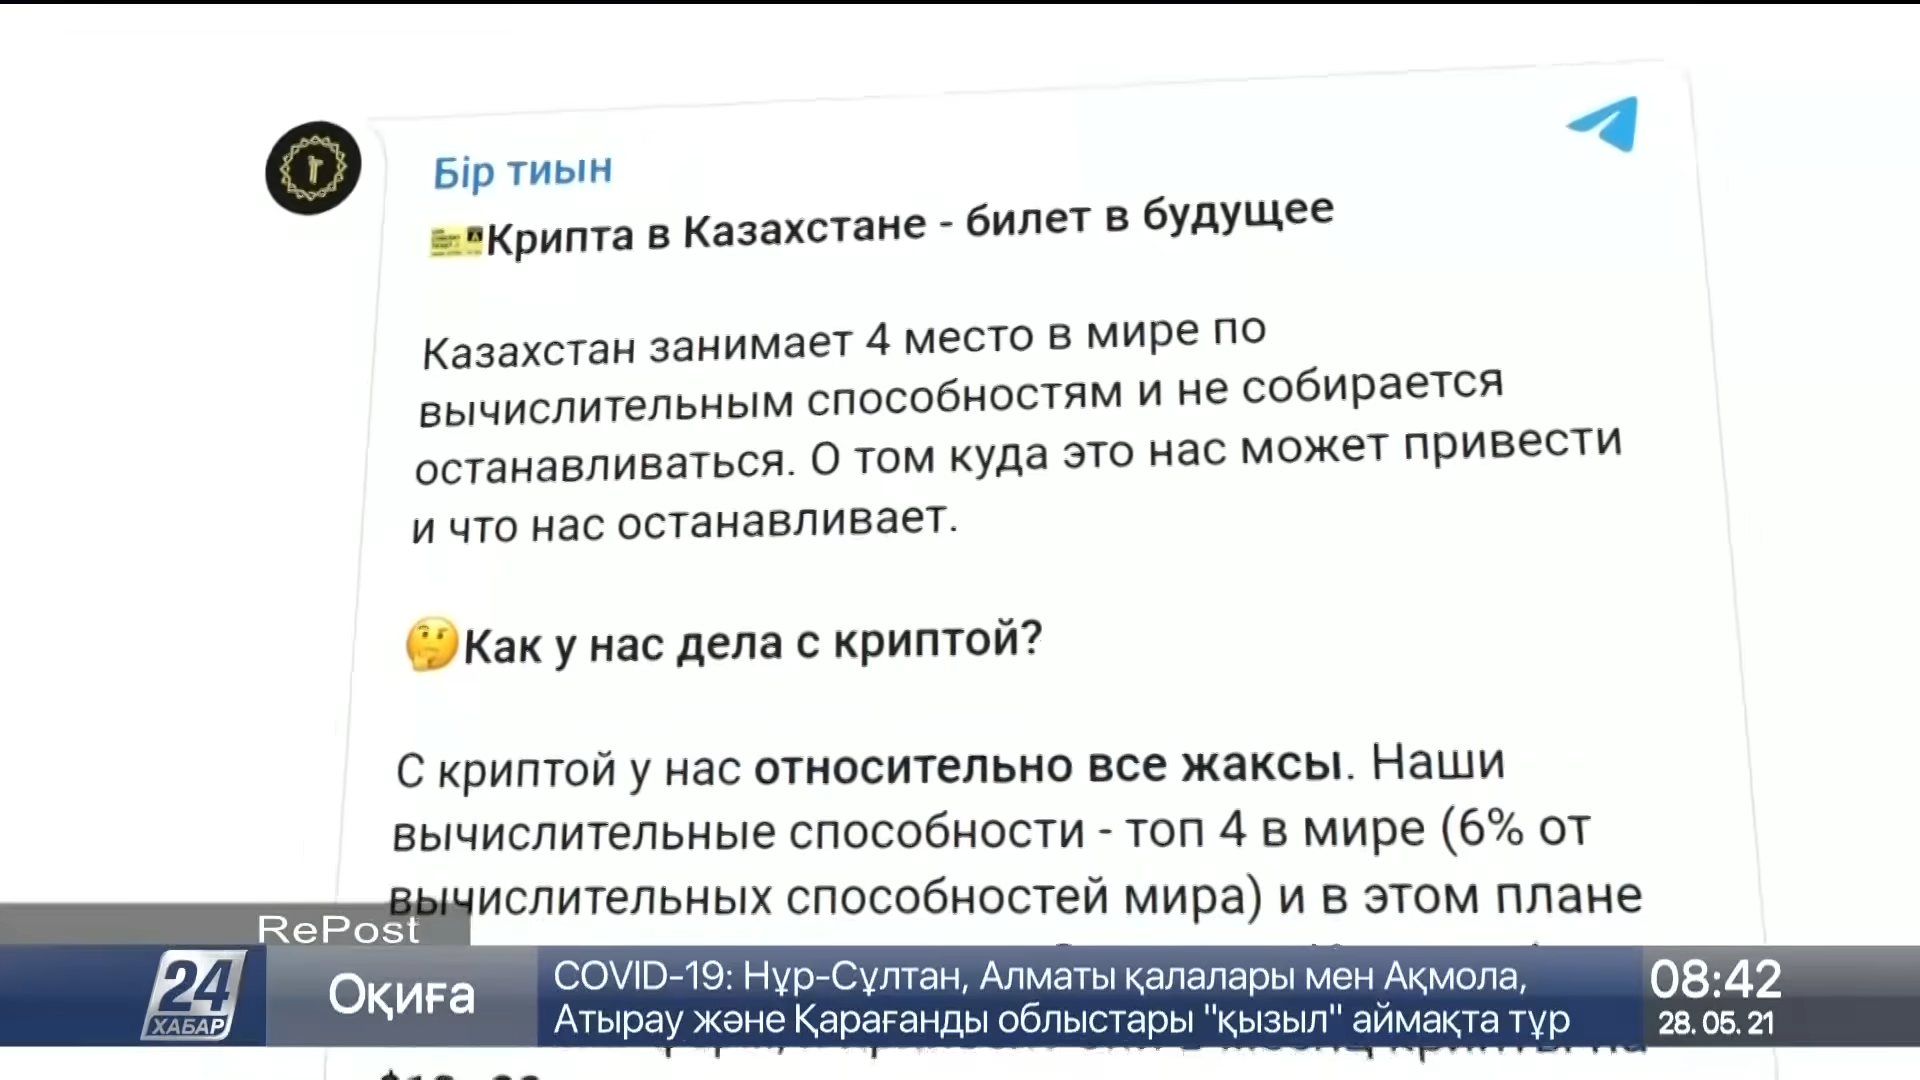 Бір тиын
Крипта в Казахстане - билет в будущее
Казахстан занимает 4 место в мире по
вычислительным способностям и не собирается
останавливаться. О том куда это нас может привести
и что нас останавливает.
Как у нас дела с криптой?
С криптой у нас относительно все жаксы. Наши
вычислительные способности - топ 4 в мире (6% от
вычислительных способностей мира) и в этом плане
RePost
24
ХАБАР
Оқиға
COVID-19: Нұр-Сұлтан, Алматы қалалары мен Ақмола,
Атырау және Қарағанды облыстары "қызыл" аймақта тұр
08:42
28.05.21